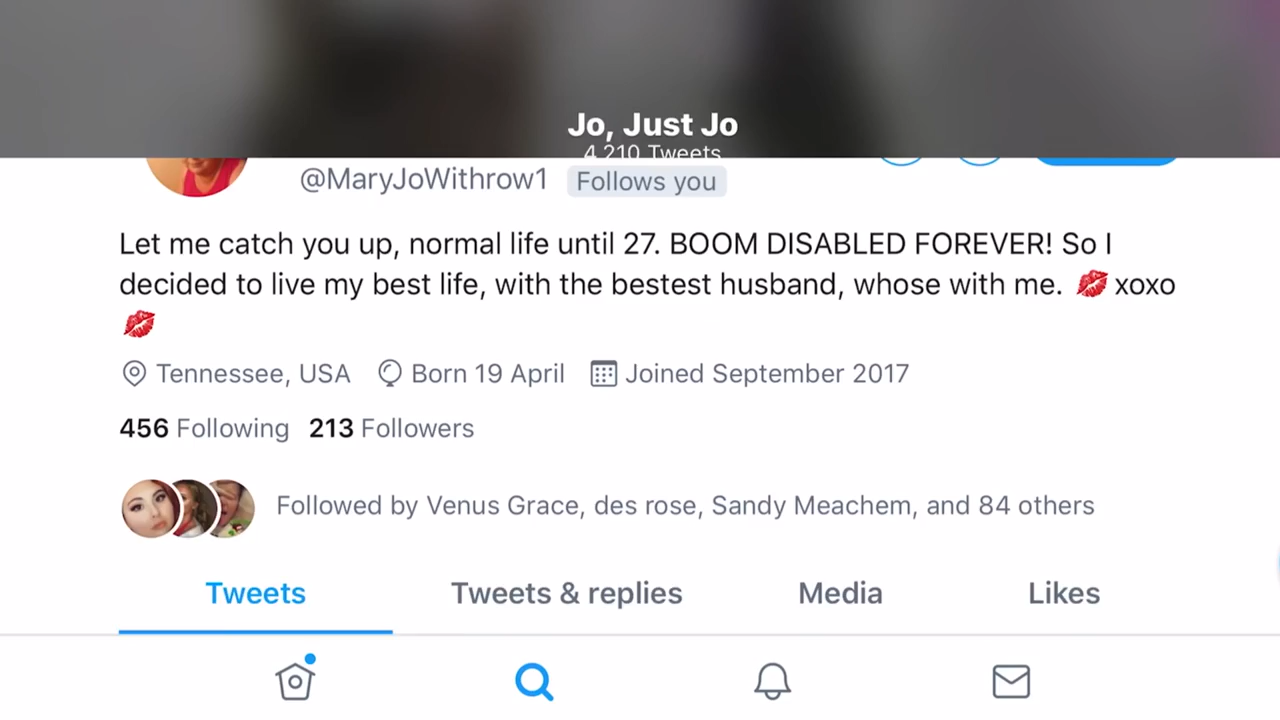 Jo, Just Jo
4,210 Tweets
@MaryJoWithrow1 Follows you
Let me catch you up, normal life until 27. BOOM DISABLED FOREVER! So I
decided to live my best life, with the bestest husband, whose with me. 💋xoxo
💋
Tennessee, USA Born 19 April Joined September 2017
456 Following 213 Followers
Followed by Venus Grace, des rose, Sandy Meachem, and 84 others
Tweets Tweets & replies Media Likes